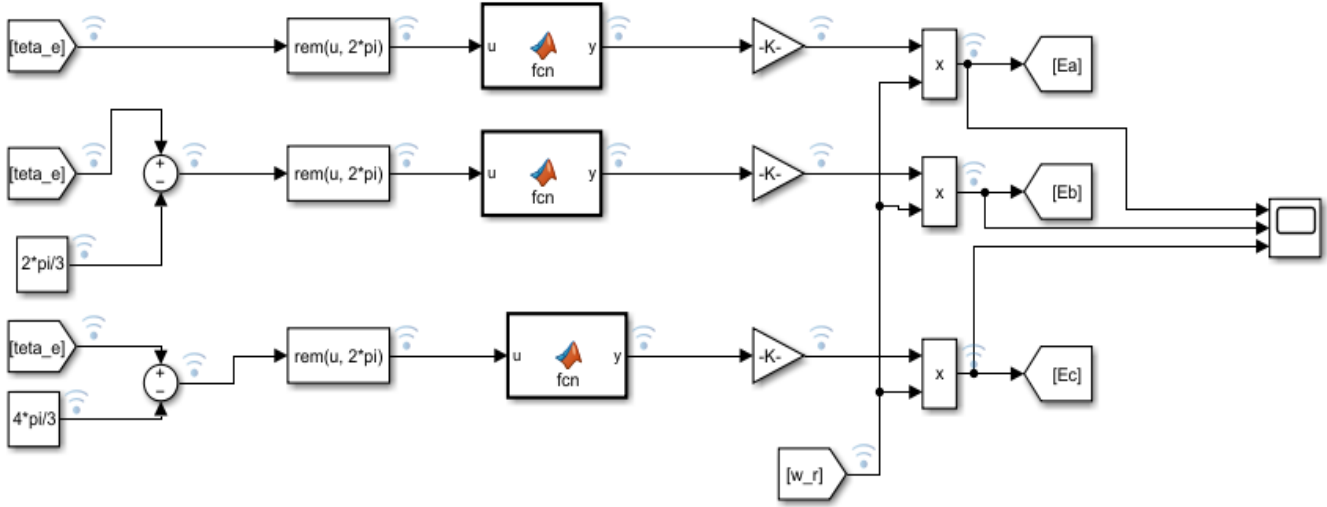 [teta_e]
rem(u, 2*pi)
u
y
fcn
-K-
x
[Ea]
[teta_e]
+
−
rem(u, 2*pi)
u
y
fcn
-K-
x
[Eb]
2*pi/3
[teta_e]
+
−
rem(u, 2*pi)
u
y
fcn
-K-
x
[Ec]
4*pi/3
[w_r]